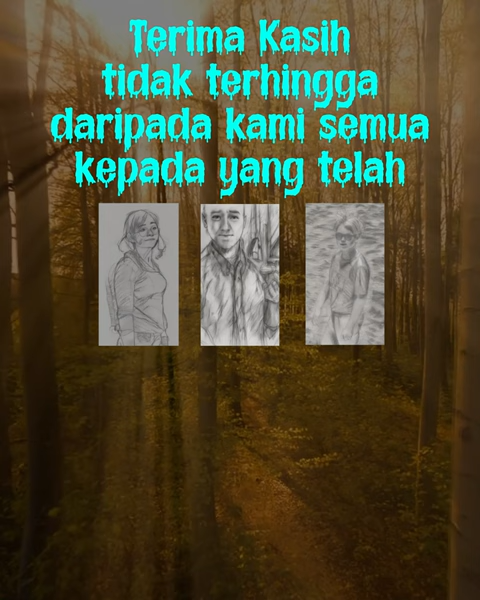 Terima Kasih
tidak terhingga
daripada kami semua
kepada yang telah